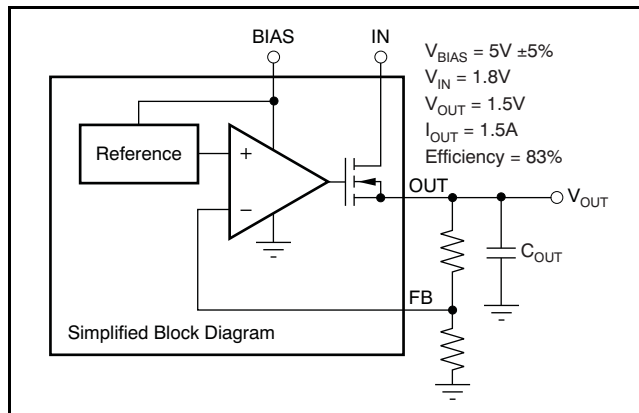 BIAS
IN
V_BIAS = 5V ±5%
V_IN = 1.8V
V_OUT = 1.5V
I_OUT = 1.5A
Efficiency = 83%
Reference
+
−
OUT
V_OUT
C_OUT
FB
Simplified Block Diagram